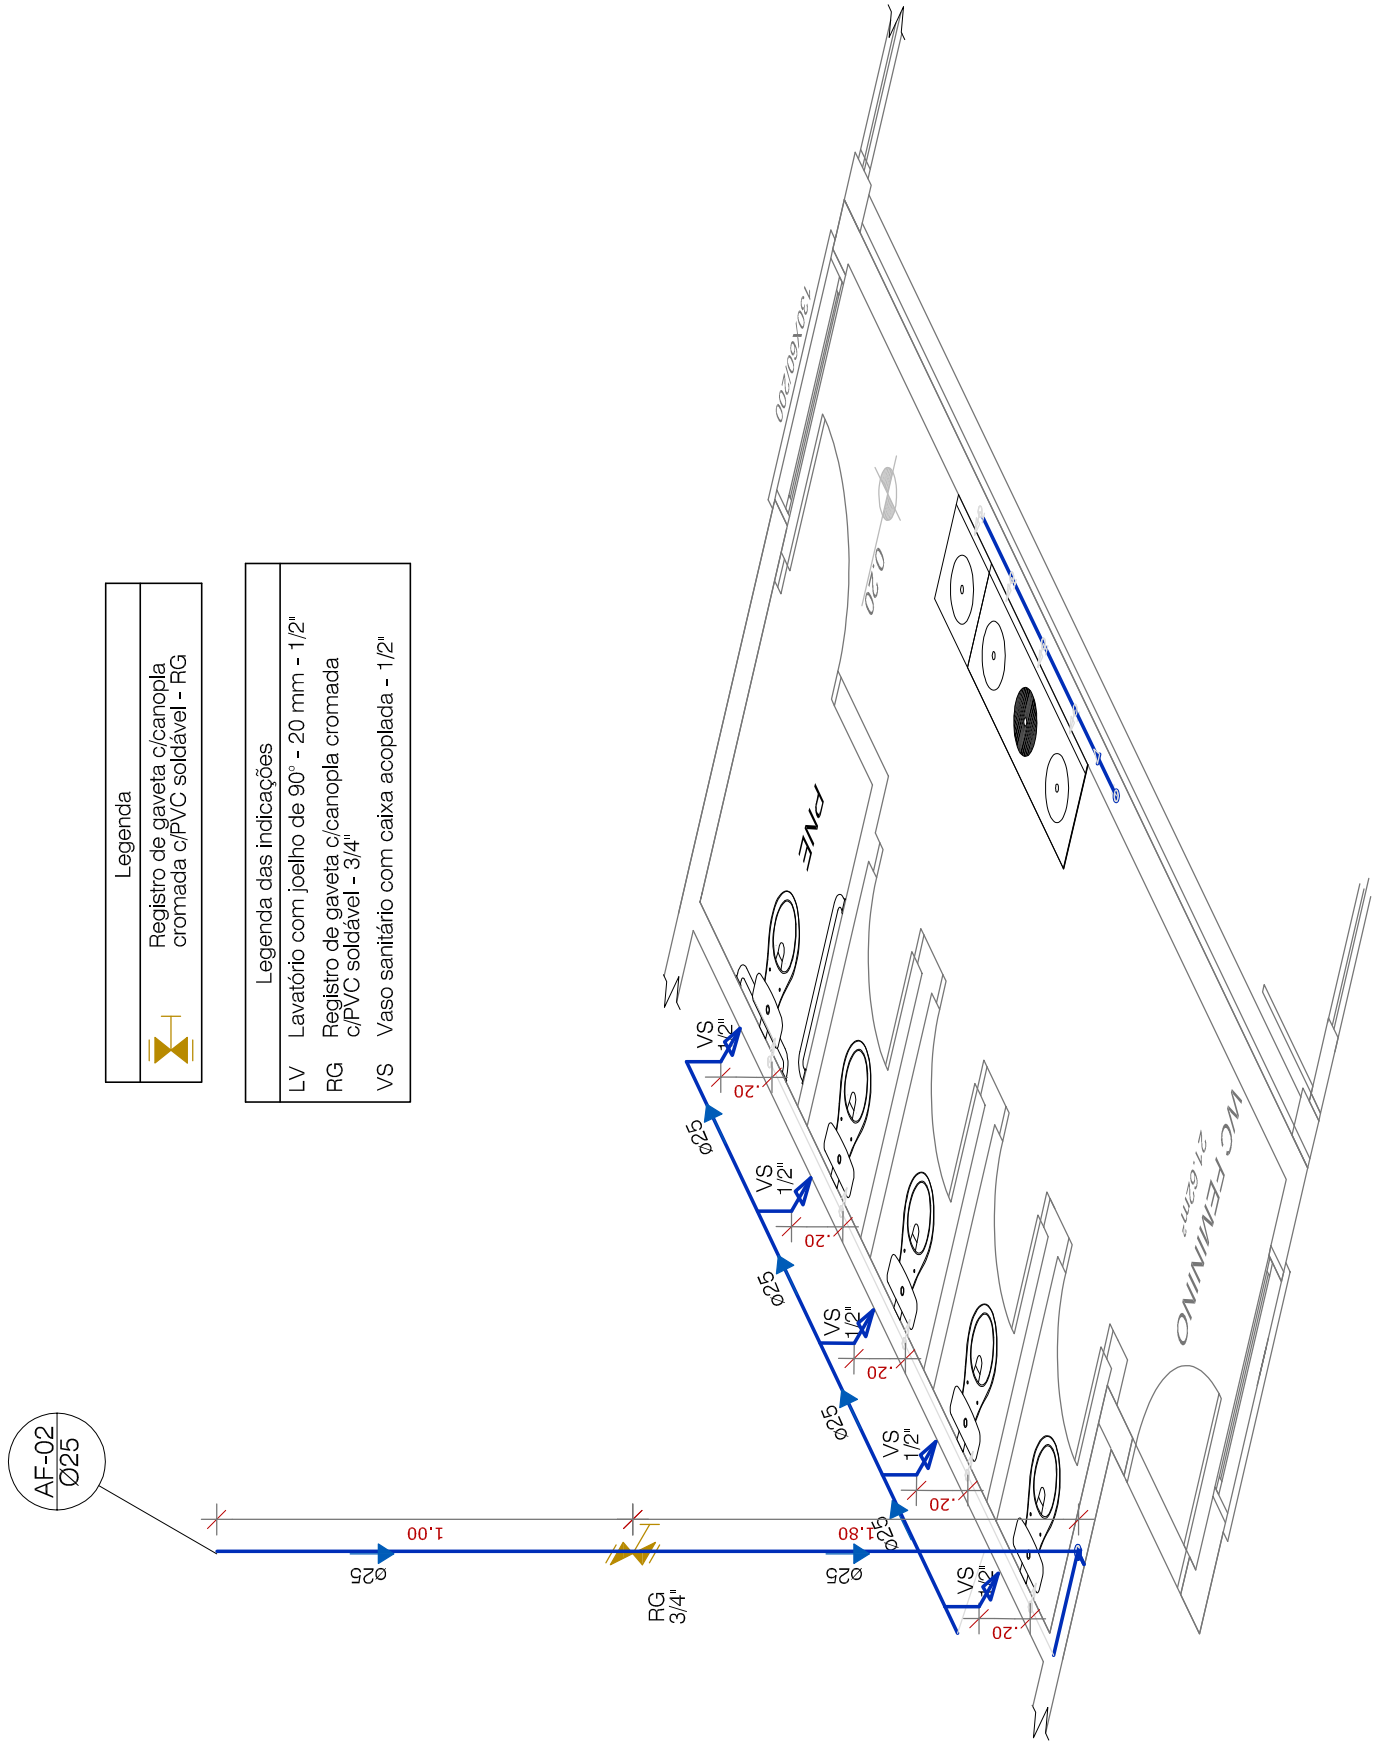 Legenda
Registro de gaveta c/canopla
cromada c/PVC soldável - RG
Legenda das indicações
LV Lavatório com joelho de 90° - 20 mm - 1/2"
RG Registro de gaveta c/canopla cromada
c/PVC soldável - 3/4"
VS Vaso sanitário com caixa acoplada - 1/2"
AF-02
Ø25
1.00
ø25
RG
3/4"
1.80
ø25
ø25
VS
1/2"
.20
ø25
VS
1/2"
.20
ø25
VS
1/2"
.20
ø25
VS
1/2"
.20
VS
1/2"
.20
130X60/200
0.20
PNE
WC FEMININO
21.62m²